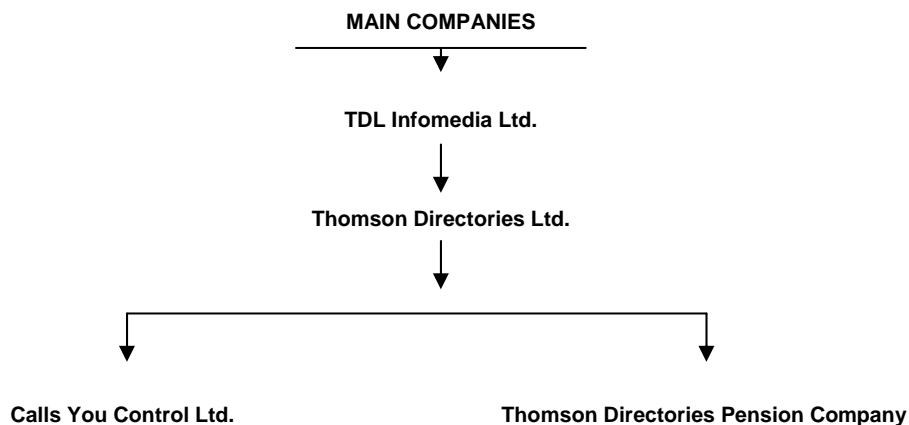 MAIN COMPANIES
TDL Infomedia Ltd.
Thomson Directories Ltd.
Calls You Control Ltd.
Thomson Directories Pension Company